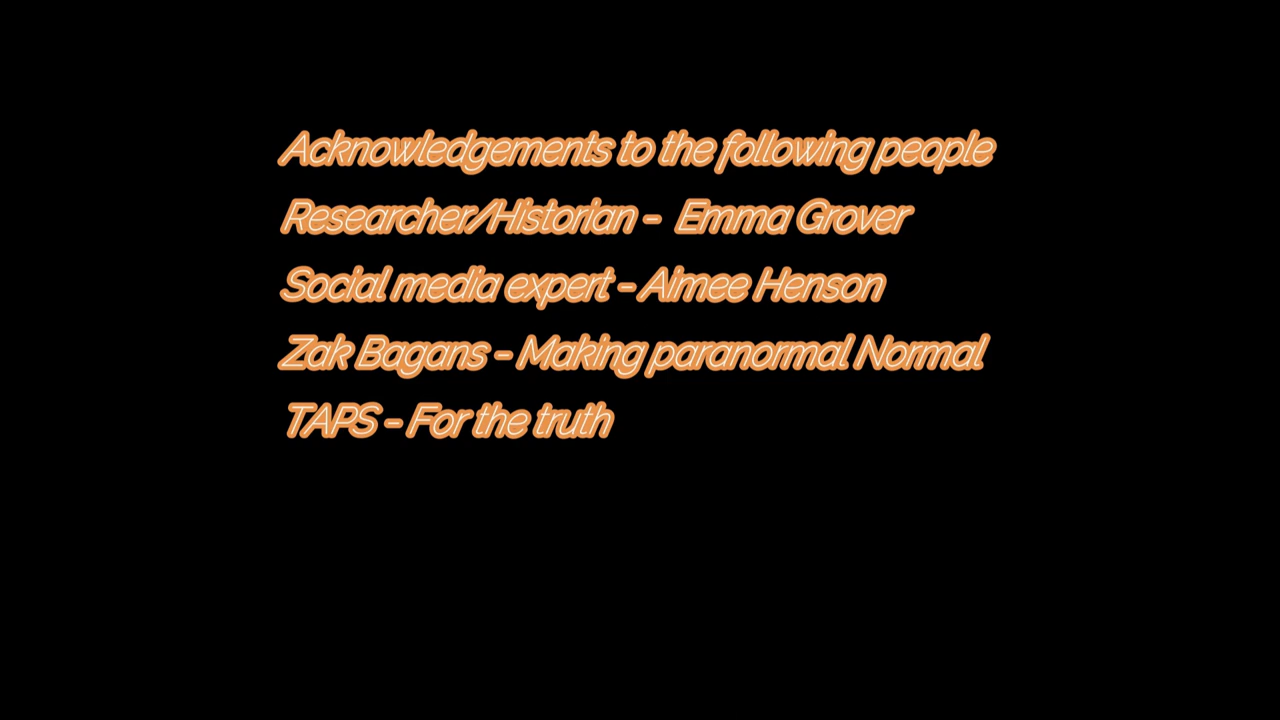 Acknowledgements to the following people
Researcher/Historian - Emma Grover
Social media expert - Aimee Henson
Zak Bagans - Making paranormal Normal
TAPS - For the truth